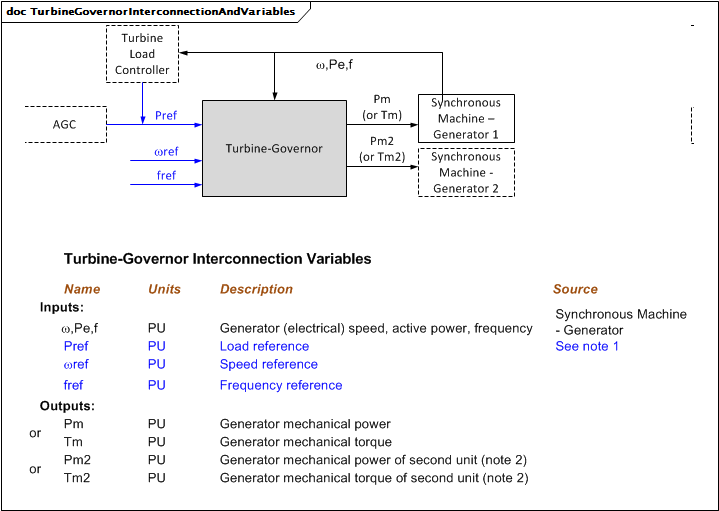 doc TurbineGovernorInterconnectionAndVariables
Turbine
Load
Controller
ω,Pe,f
AGC
Pref
ωref
fref
Turbine-Governor
Pm
(or Tm)
Pm2
(or Tm2)
Synchronous
Machine –
Generator 1
Synchronous
Machine -
Generator 2
Turbine-Governor Interconnection Variables
Name Units Description Source
Inputs:
Synchronous Machine
- Generator
ω,Pe,f PU Generator (electrical) speed, active power, frequency
Pref PU Load reference See note 1
ωref PU Speed reference
fref PU Frequency reference
Outputs:
Pm PU Generator mechanical power
or
Tm PU Generator mechanical torque
Pm2 PU Generator mechanical power of second unit (note 2)
or
Tm2 PU Generator mechanical torque of second unit (note 2)